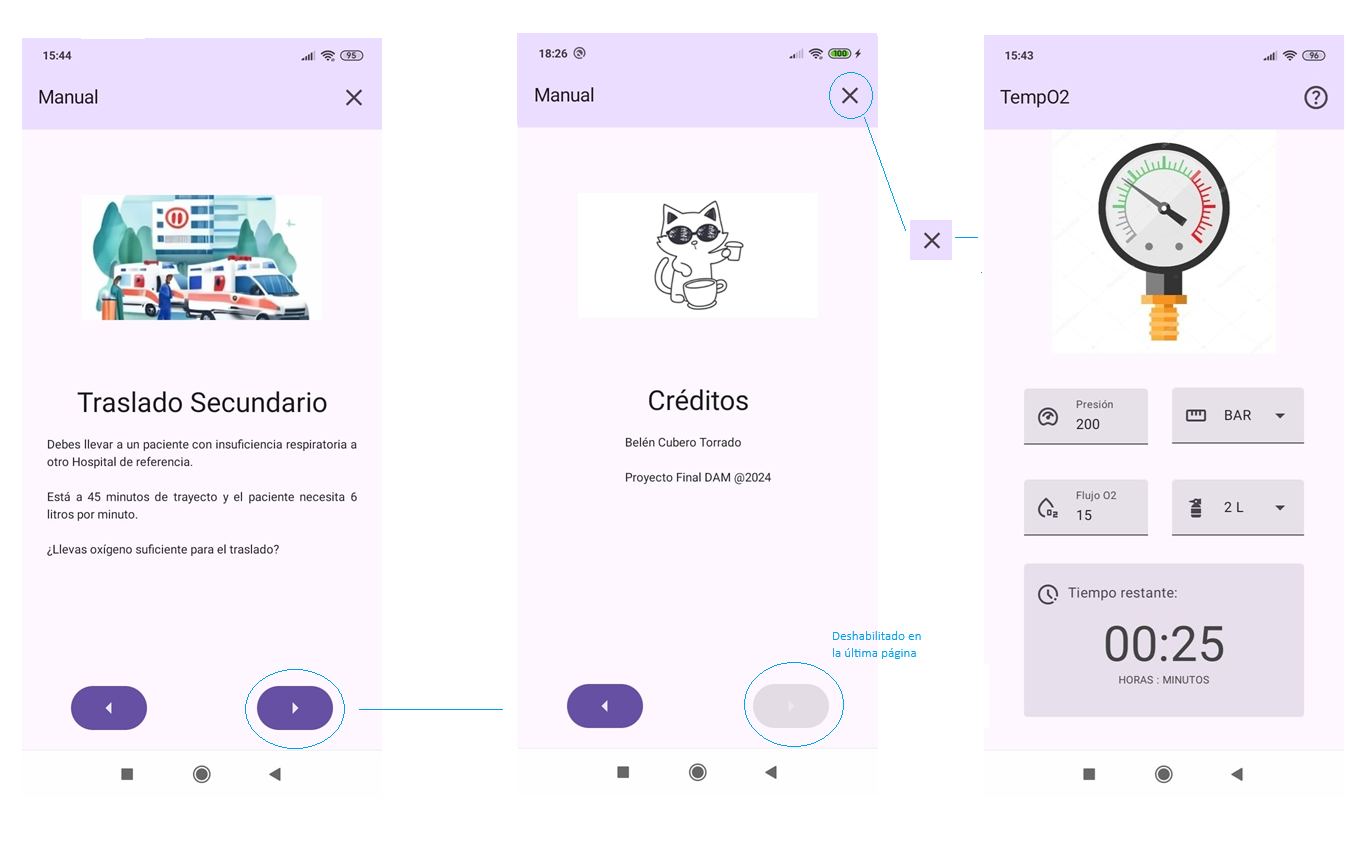 15:44
95
Manual
Traslado Secundario
Debes llevar a un paciente con insuficiencia respiratoria a
otro Hospital de referencia.
Está a 45 minutos de trayecto y el paciente necesita 6
litros por minuto.
¿Llevas oxígeno suficiente para el traslado?
18:26
100
Manual
Créditos
Belén Cubero Torrado
Proyecto Final DAM @2024
Deshabilitado en
la última página
15:43
96
TempO2
Presión
200
BAR
Flujo O2
15
2 L
Tiempo restante:
00:25
HORAS : MINUTOS